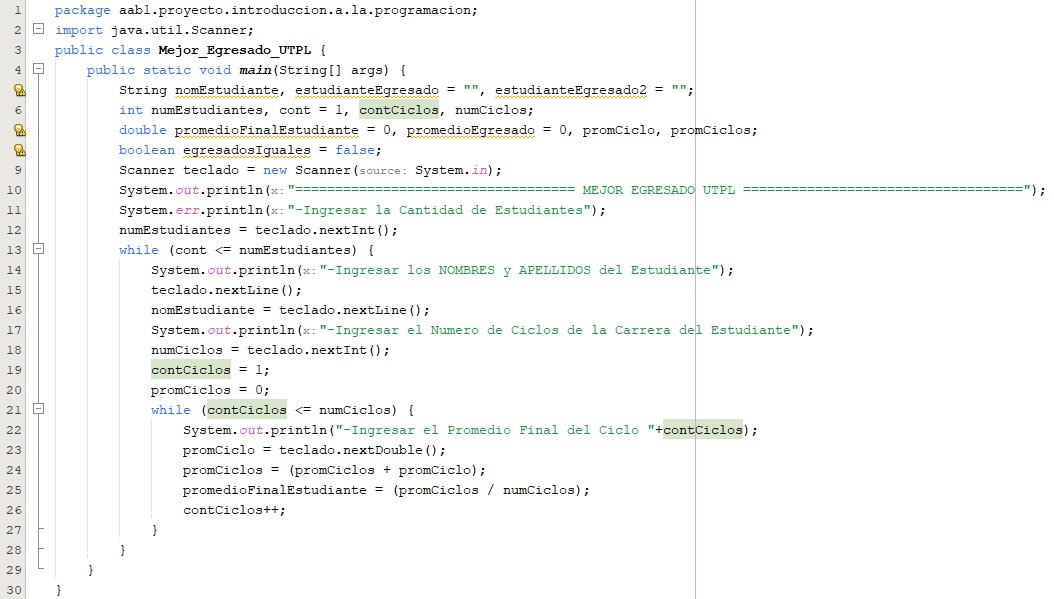 1 package aab1.proyecto.introduccion.a.la.programacion;
2 import java.util.Scanner;
3 public class Mejor_Egresado_UTPL {
4 public static void main(String[] args) {
String nomEstudiante, estudianteEgresado = "", estudianteEgresado2 = "";
6 int numEstudiantes, cont = 1, contCiclos, numCiclos;
double promedioFinalEstudiante = 0, promedioEgresado = 0, promCiclo, promCiclos;
boolean egresadosIguales = false;
9 Scanner teclado = new Scanner(source: System.in);
10 System.out.println(x:"=================================== MEJOR EGRESADO UTPL ===================================");
11 System.err.println(x:"-Ingresar la Cantidad de Estudiantes");
12 numEstudiantes = teclado.nextInt();
13 while (cont <= numEstudiantes) {
14 System.out.println(x:"-Ingresar los NOMBRES y APELLIDOS del Estudiante");
15 teclado.nextLine();
16 nomEstudiante = teclado.nextLine();
17 System.out.println(x:"-Ingresar el Numero de Ciclos de la Carrera del Estudiante");
18 numCiclos = teclado.nextInt();
19 contCiclos = 1;
20 promCiclos = 0;
21 while (contCiclos <= numCiclos) {
22 System.out.println("-Ingresar el Promedio Final del Ciclo "+contCiclos);
23 promCiclo = teclado.nextDouble();
24 promCiclos = (promCiclos + promCiclo);
25 promedioFinalEstudiante = (promCiclos / numCiclos);
26 contCiclos++;
27 }
28 }
29 }
30 }